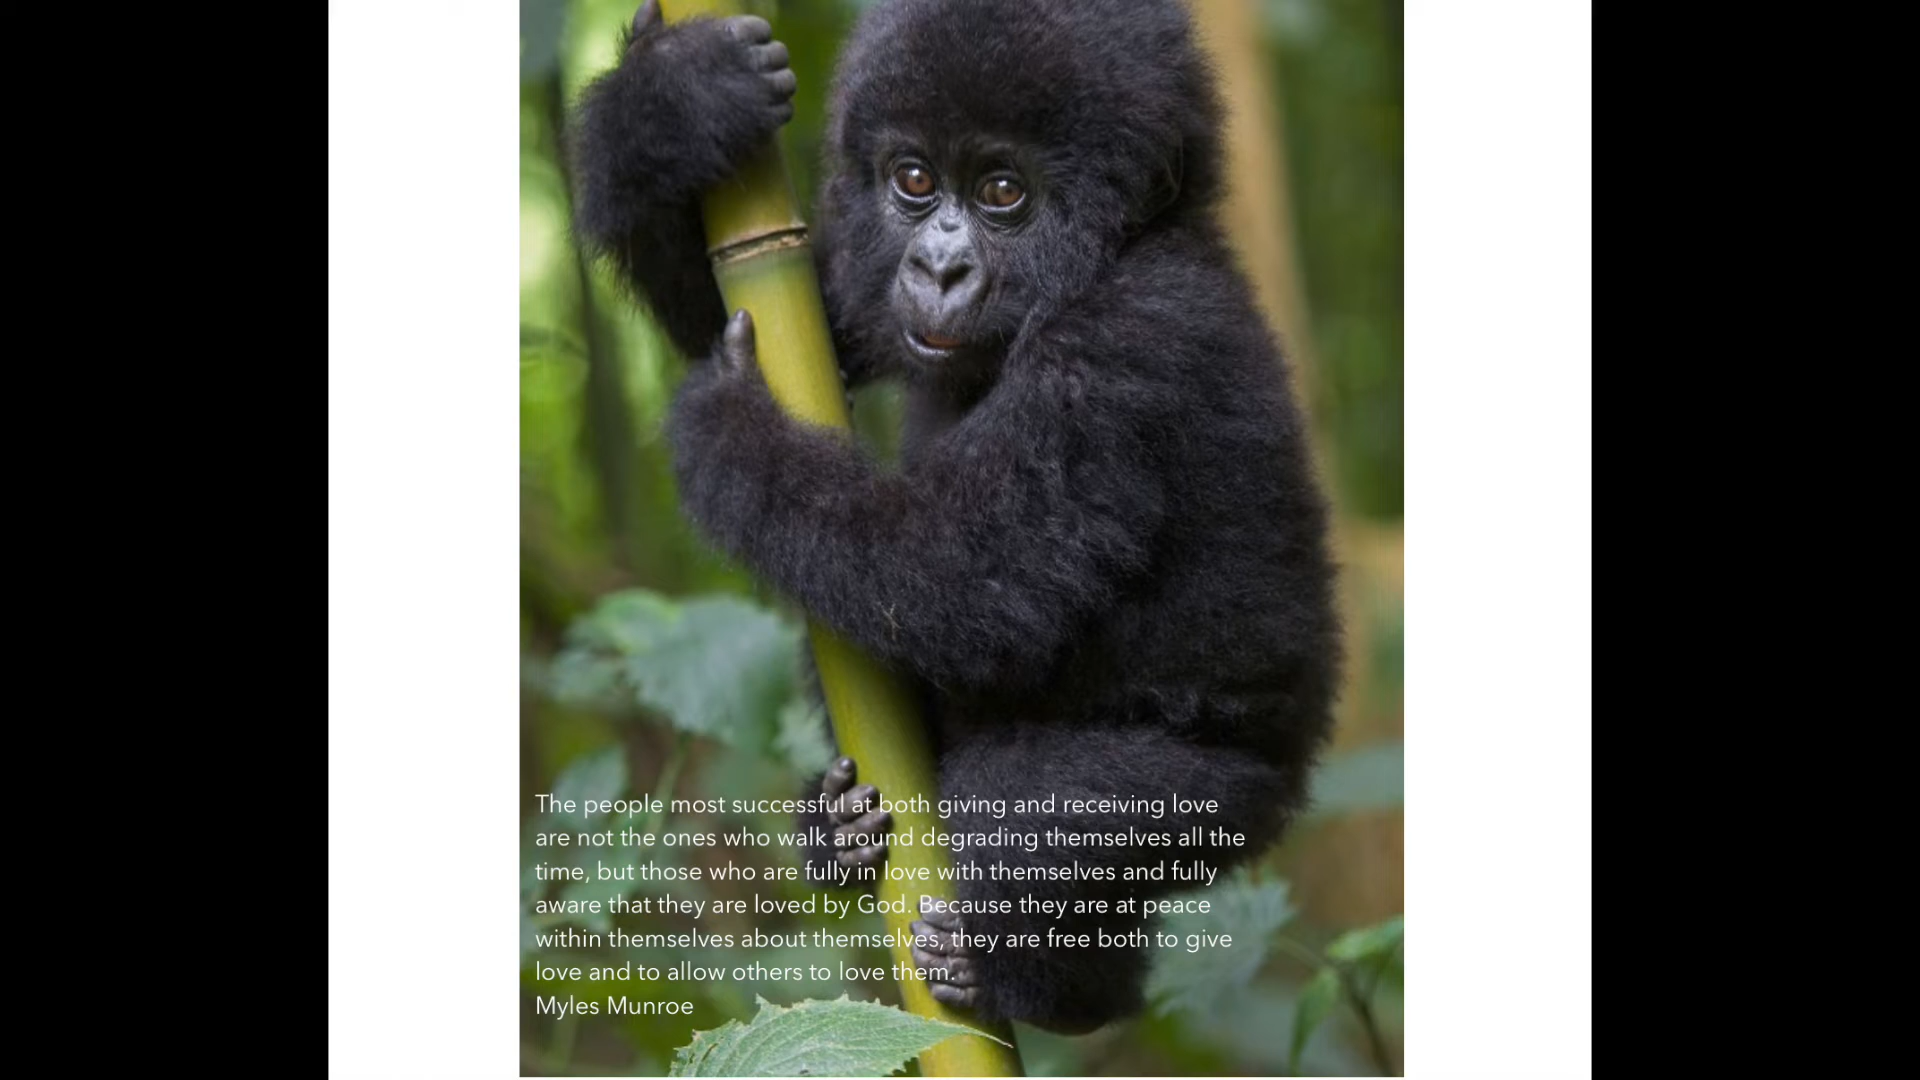 The people most successful at both giving and receiving love
are not the ones who walk around degrading themselves all the
time, but those who are fully in love with themselves and fully
aware that they are loved by God. Because they are at peace
within themselves about themselves, they are free both to give
love and to allow others to love them.
Myles Munroe